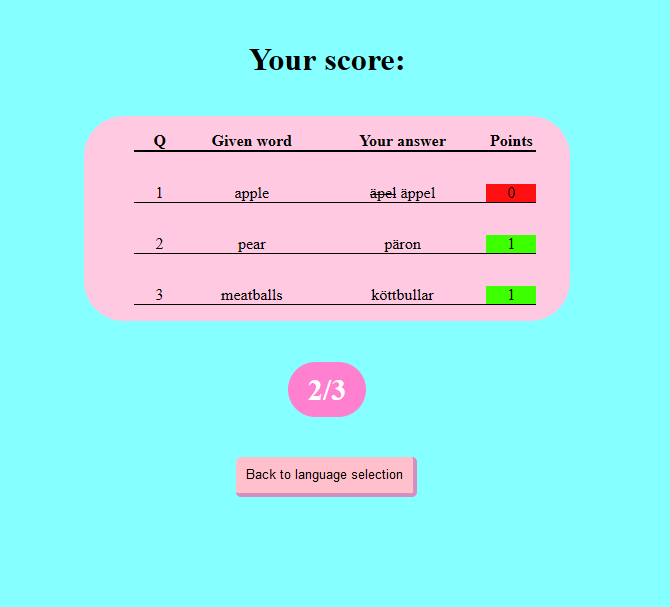 Your score:
Q Given word Your answer Points
1 apple äpel äppel 0
2 pear päron 1
3 meatballs köttbullar 1
2/3
Back to language selection